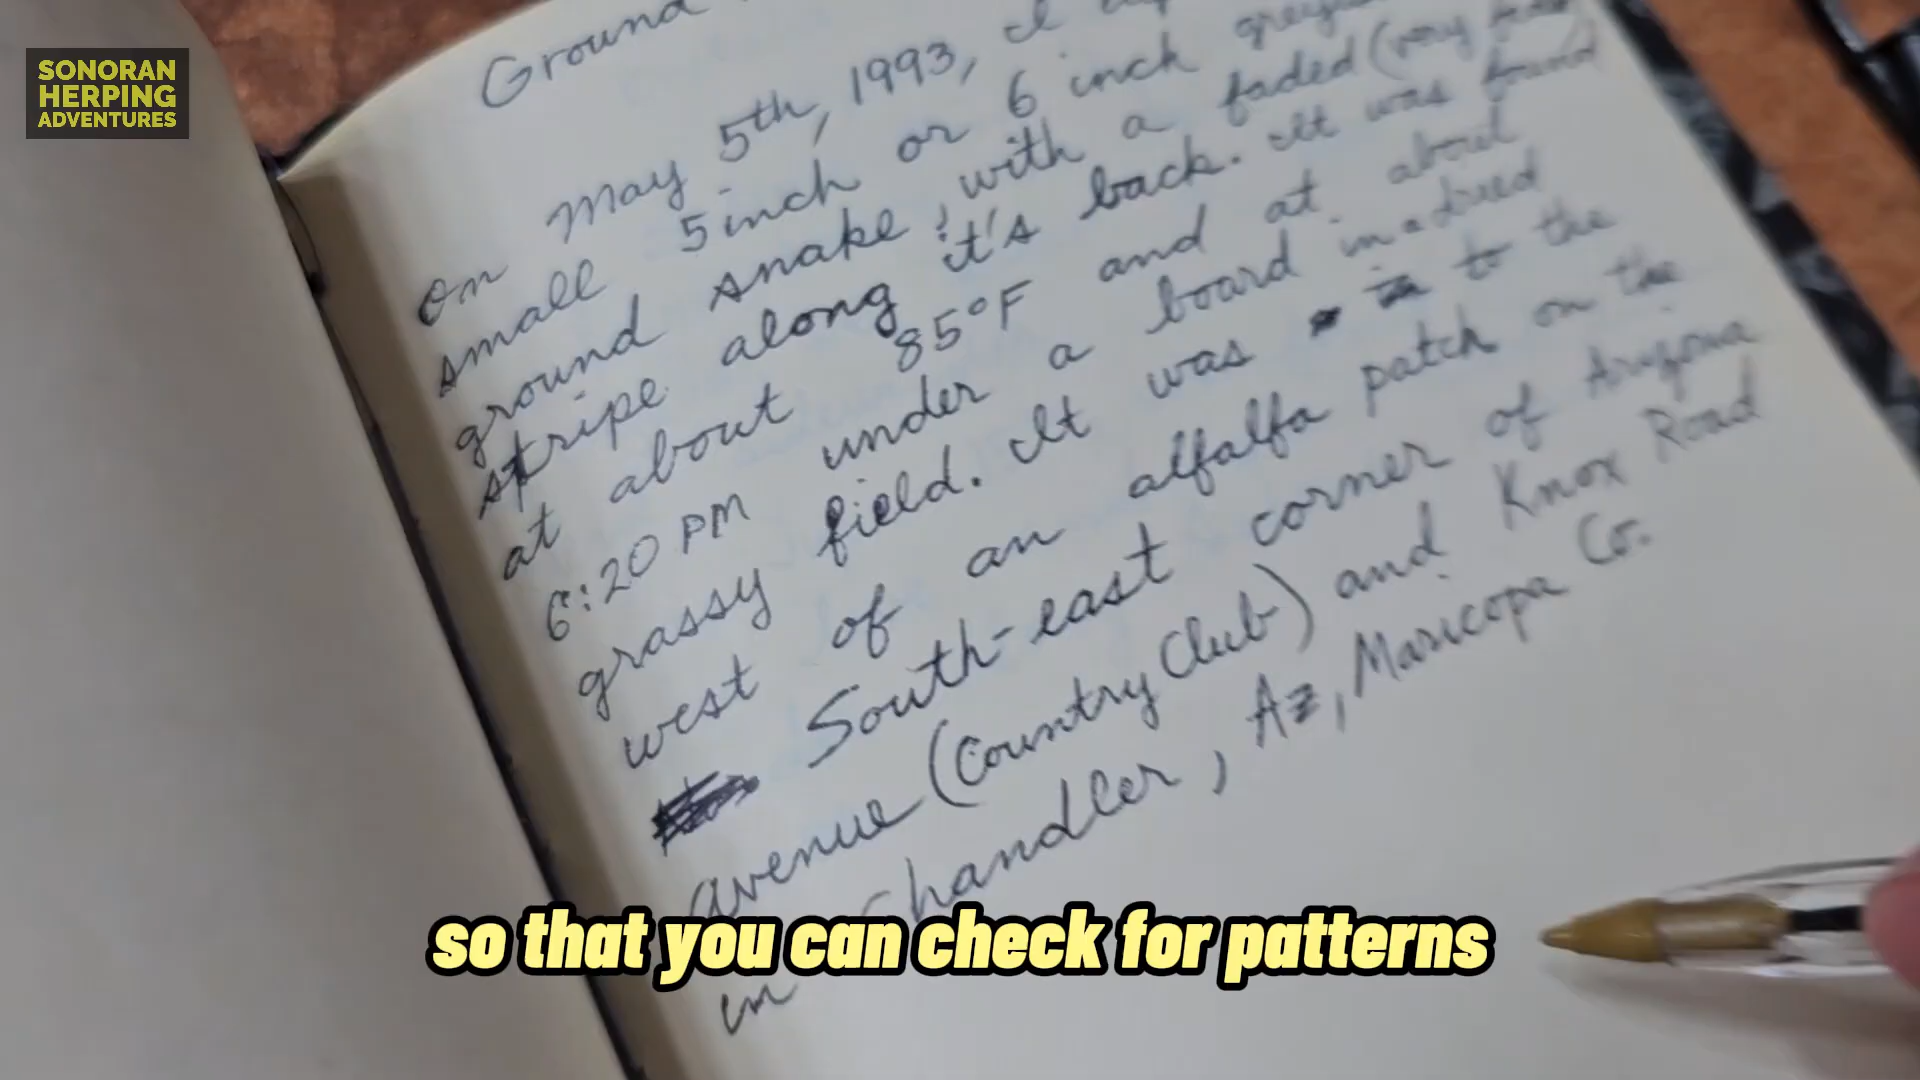 SONORAN
HERPING
ADVENTURES
Ground
On May 5th, 1993, I
small 5 inch or 6 inch
ground snake, with a faded (very
stripe along it's back. It was found
at about 85°F and at about
6:20 PM under a board in a dried
grassy field. It was to the
west of an alfalfa patch on the
South-east corner of Arizona
avenue (Country Club) and Knox Road
in Chandler, Az, Maricopa Co.
so that you can check for patterns